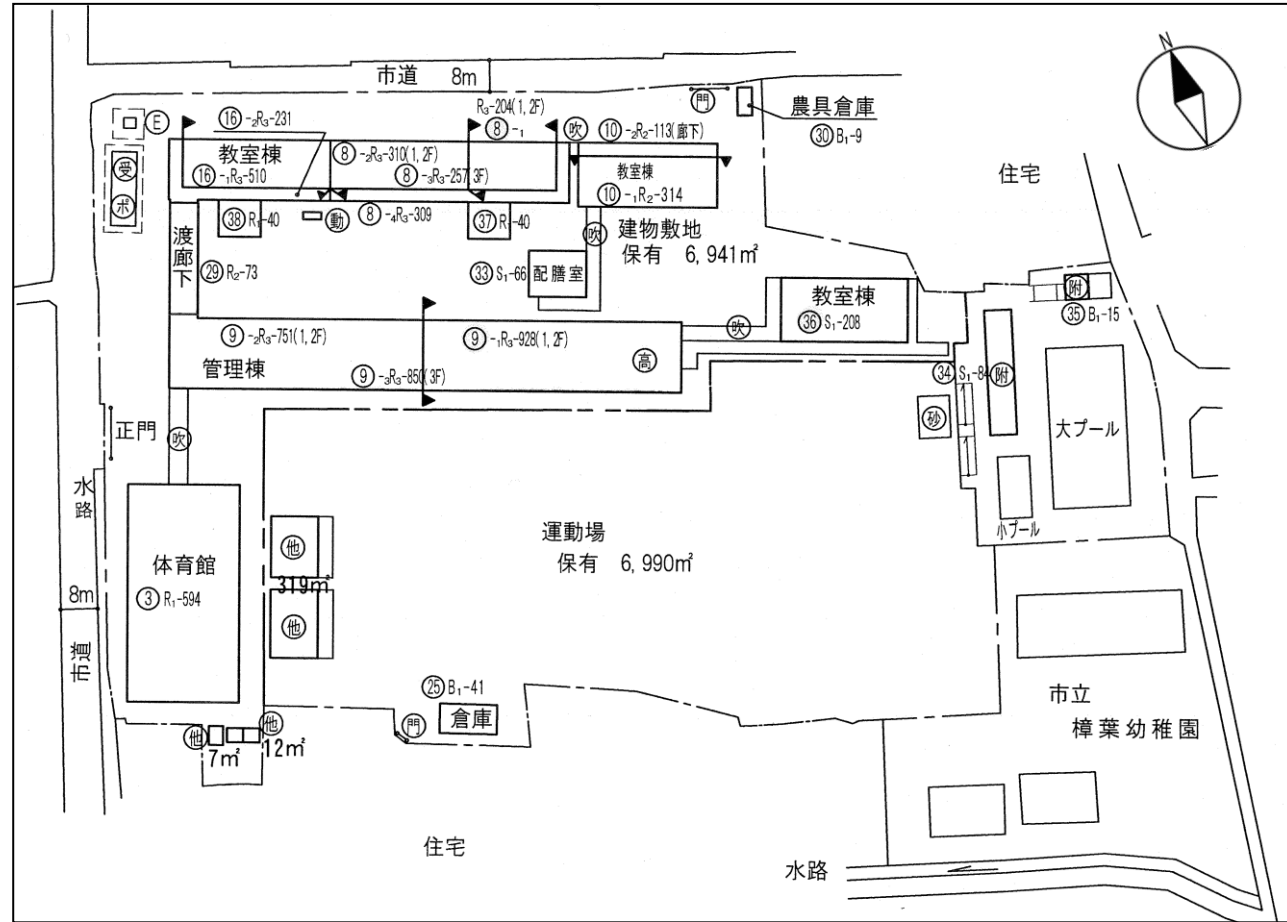 市道 8m
N
門
農具倉庫
㉚ B₁-9
Ⓔ
受
ポ
⑯ -₂R₃-231
R₃-204(1, 2F)
⑧ -₁
吹
⑩ -₂R₂-113(廊下)
教室棟
⑯ -₁R₃-510
⑧ -₂R₃-310(1, 2F)
⑧ -₃R₃-257(3F)
教室棟
⑩ -₁R₂-314
住宅
㊳ R₁-40
動
⑧ -₄R₃-309
㊲ R₁-40
吹
建物敷地
保有 6,941㎡
渡廊下
㉙ R₂-73
㉝ S₁-66
配膳室
教室棟
㊱ S₁-208
附
㉟ B₁-15
⑨ -₂R₃-751(1, 2F)
⑨ -₁R₃-928(1, 2F)
吹
管理棟
⑨ -₃R₃-850(3F)
高
㉞ S₁-84
附
砂
大プール
小プール
正門
吹
水路
体育館
③ R₁-594
他
319㎡
他
運動場
保有 6,990㎡
8m
市道
㉕ B₁-41
倉庫
門
他
7㎡
他
12㎡
市立
樟葉幼稚園
住宅
水路